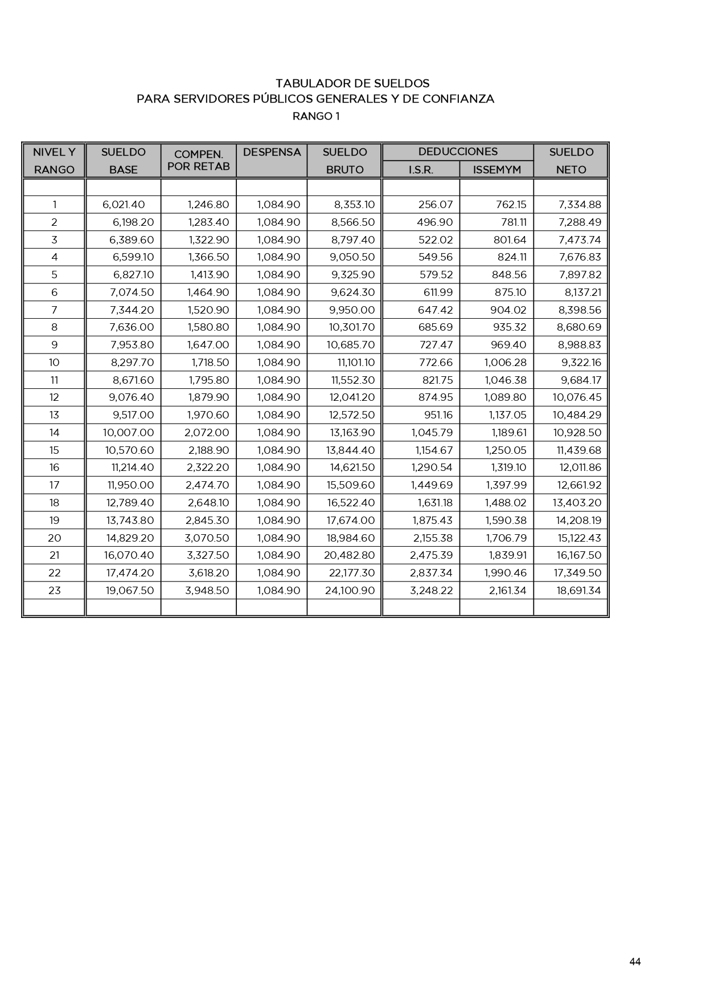 TABULADOR DE SUELDOS
PARA SERVIDORES PÚBLICOS GENERALES Y DE CONFIANZA
RANGO 1
NIVEL Y RANGO SUELDO BASE COMPEN. POR RETAB DESPENSA SUELDO BRUTO DEDUCCIONES I.S.R. ISSEMYM SUELDO NETO
1 6,021.40 1,246.80 1,084.90 8,353.10 256.07 762.15 7,334.88
2 6,198.20 1,283.40 1,084.90 8,566.50 496.90 781.11 7,288.49
3 6,389.60 1,322.90 1,084.90 8,797.40 522.02 801.64 7,473.74
4 6,599.10 1,366.50 1,084.90 9,050.50 549.56 824.11 7,676.83
5 6,827.10 1,413.90 1,084.90 9,325.90 579.52 848.56 7,897.82
6 7,074.50 1,464.90 1,084.90 9,624.30 611.99 875.10 8,137.21
7 7,344.20 1,520.90 1,084.90 9,950.00 647.42 904.02 8,398.56
8 7,636.00 1,580.80 1,084.90 10,301.70 685.69 935.32 8,680.69
9 7,953.80 1,647.00 1,084.90 10,685.70 727.47 969.40 8,988.83
10 8,297.70 1,718.50 1,084.90 11,101.10 772.66 1,006.28 9,322.16
11 8,671.60 1,795.80 1,084.90 11,552.30 821.75 1,046.38 9,684.17
12 9,076.40 1,879.90 1,084.90 12,041.20 874.95 1,089.80 10,076.45
13 9,517.00 1,970.60 1,084.90 12,572.50 951.16 1,137.05 10,484.29
14 10,007.00 2,072.00 1,084.90 13,163.90 1,045.79 1,189.61 10,928.50
15 10,570.60 2,188.90 1,084.90 13,844.40 1,154.67 1,250.05 11,439.68
16 11,214.40 2,322.20 1,084.90 14,621.50 1,290.54 1,319.10 12,011.86
17 11,950.00 2,474.70 1,084.90 15,509.60 1,449.69 1,397.99 12,661.92
18 12,789.40 2,648.10 1,084.90 16,522.40 1,631.18 1,488.02 13,403.20
19 13,743.80 2,845.30 1,084.90 17,674.00 1,875.43 1,590.38 14,208.19
20 14,829.20 3,070.50 1,084.90 18,984.60 2,155.38 1,706.79 15,122.43
21 16,070.40 3,327.50 1,084.90 20,482.80 2,475.39 1,839.91 16,167.50
22 17,474.20 3,618.20 1,084.90 22,177.30 2,837.34 1,990.46 17,349.50
23 19,067.50 3,948.50 1,084.90 24,100.90 3,248.22 2,161.34 18,691.34
44